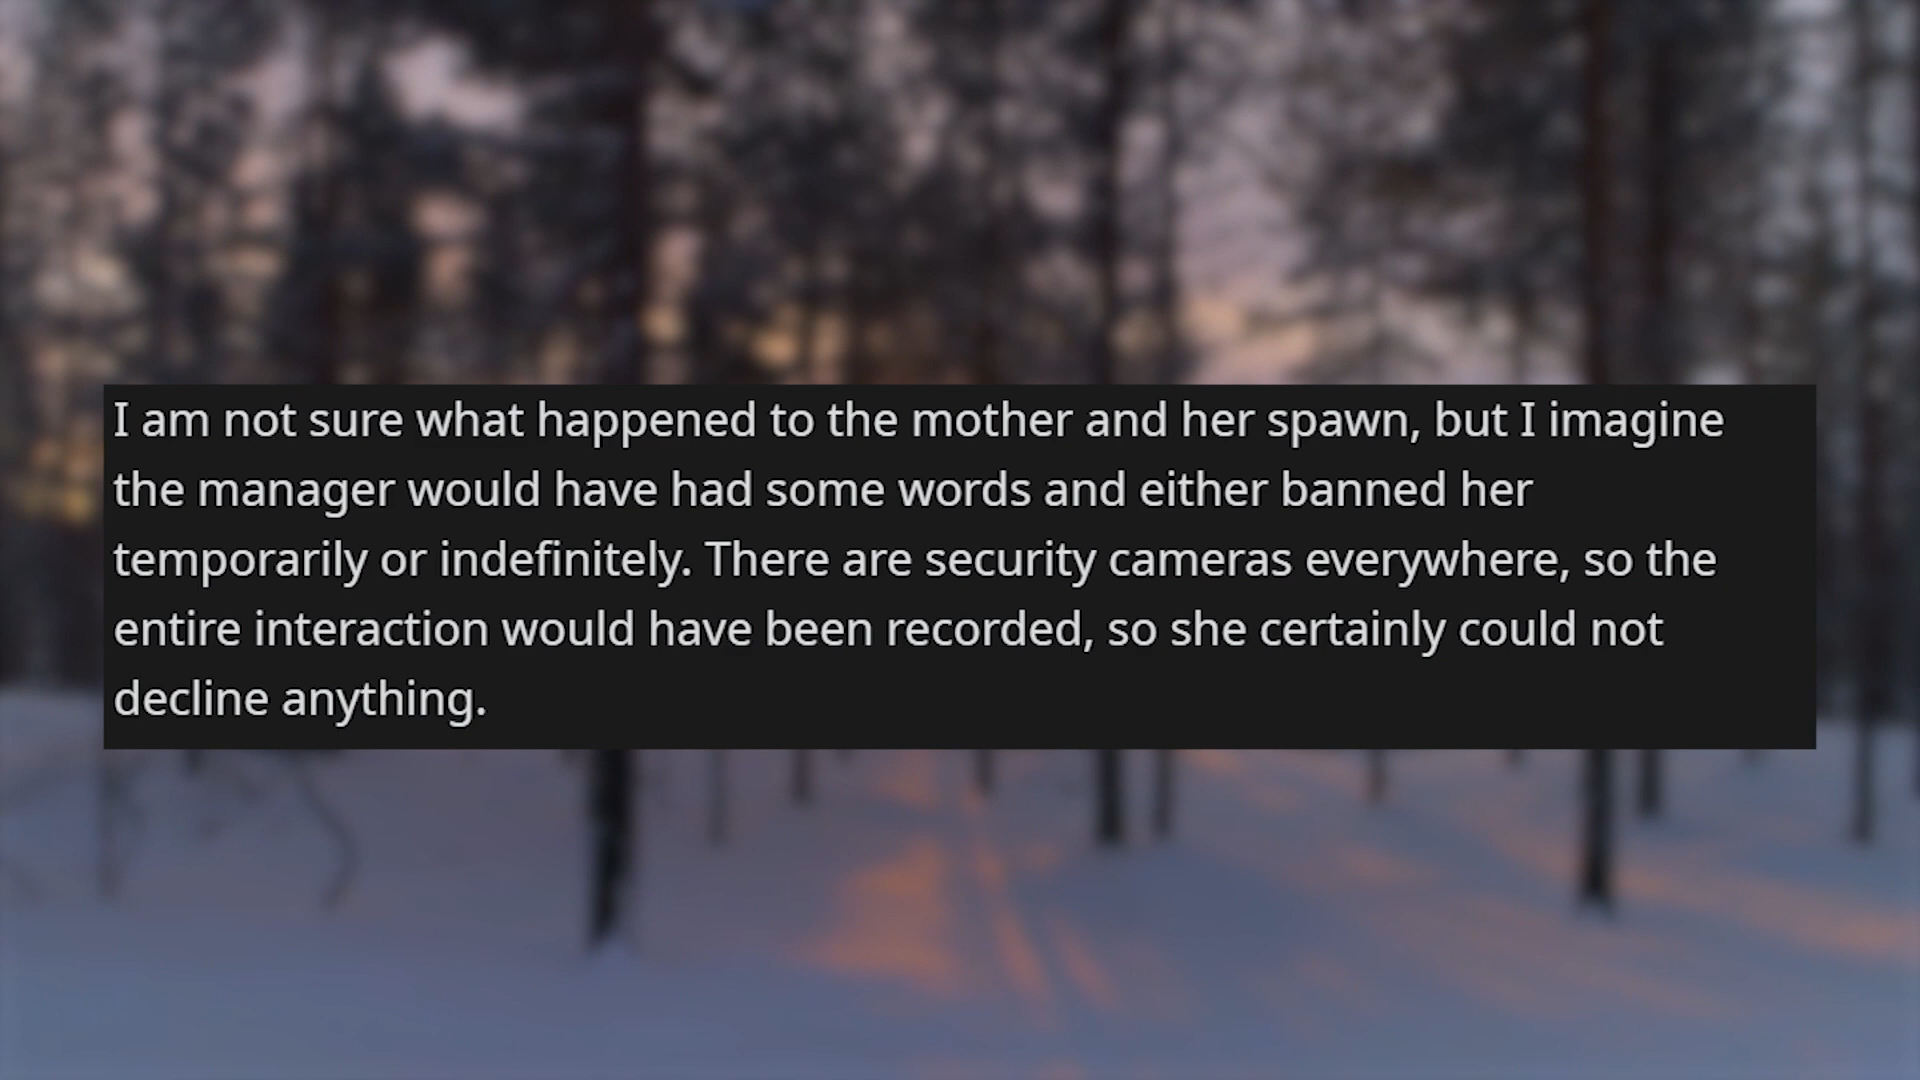 I am not sure what happened to the mother and her spawn, but I imagine
the manager would have had some words and either banned her
temporarily or indefinitely. There are security cameras everywhere, so the
entire interaction would have been recorded, so she certainly could not
decline anything.